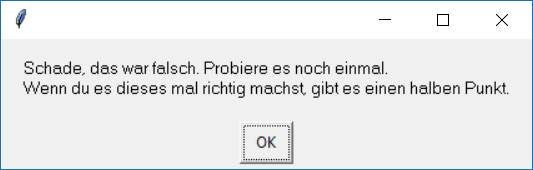 Schade, das war falsch. Probiere es noch einmal.
Wenn du es dieses mal richtig machst, gibt es einen halben Punkt.
OK